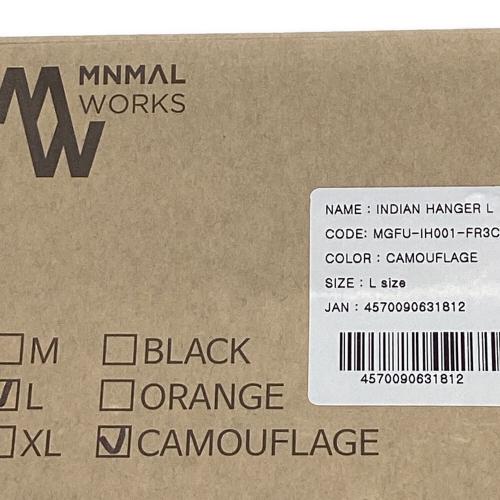 MW
MNMAL
WORKS
NAME : INDIAN HANGER L
CODE: MGFU-IH001-FR3C
COLOR : CAMOUFLAGE
SIZE : L size
JAN : 4570090631812
4570090631812
M BLACK
L ORANGE
XL CAMOUFLAGE